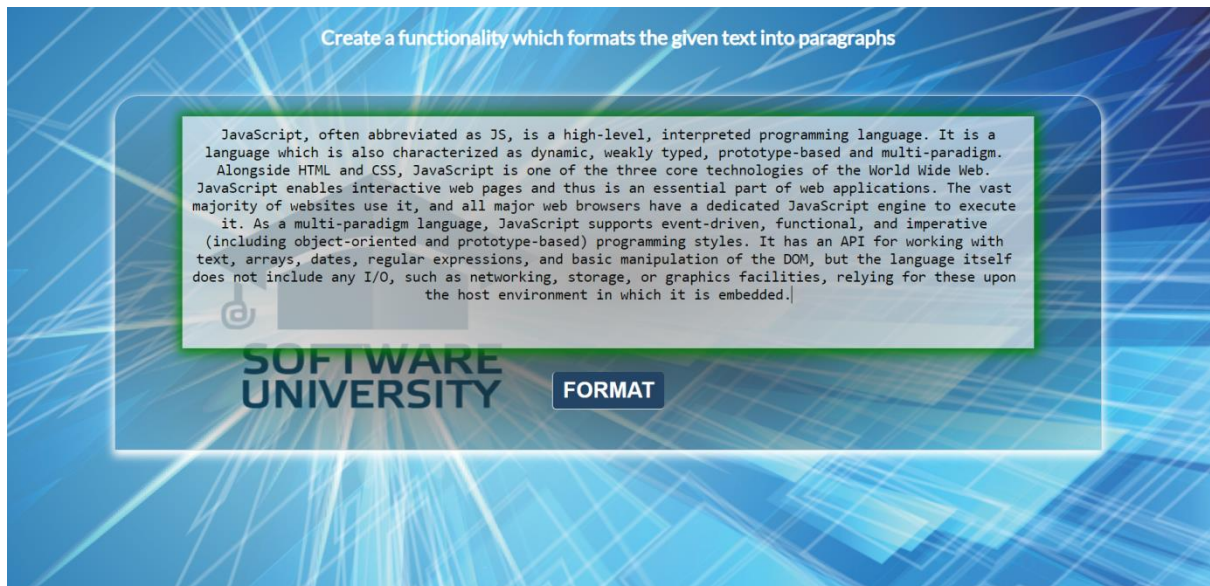 Create a functionality which formats the given text into paragraphs
JavaScript, often abbreviated as JS, is a high-level, interpreted programming language. It is a
language which is also characterized as dynamic, weakly typed, prototype-based and multi-paradigm.
Alongside HTML and CSS, JavaScript is one of the three core technologies of the World Wide Web.
JavaScript enables interactive web pages and thus is an essential part of web applications. The vast
majority of websites use it, and all major web browsers have a dedicated JavaScript engine to execute
it. As a multi-paradigm language, JavaScript supports event-driven, functional, and imperative
(including object-oriented and prototype-based) programming styles. It has an API for working with
text, arrays, dates, regular expressions, and basic manipulation of the DOM, but the language itself
does not include any I/O, such as networking, storage, or graphics facilities, relying for these upon
the host environment in which it is embedded.
SOFTWARE
UNIVERSITY
FORMAT